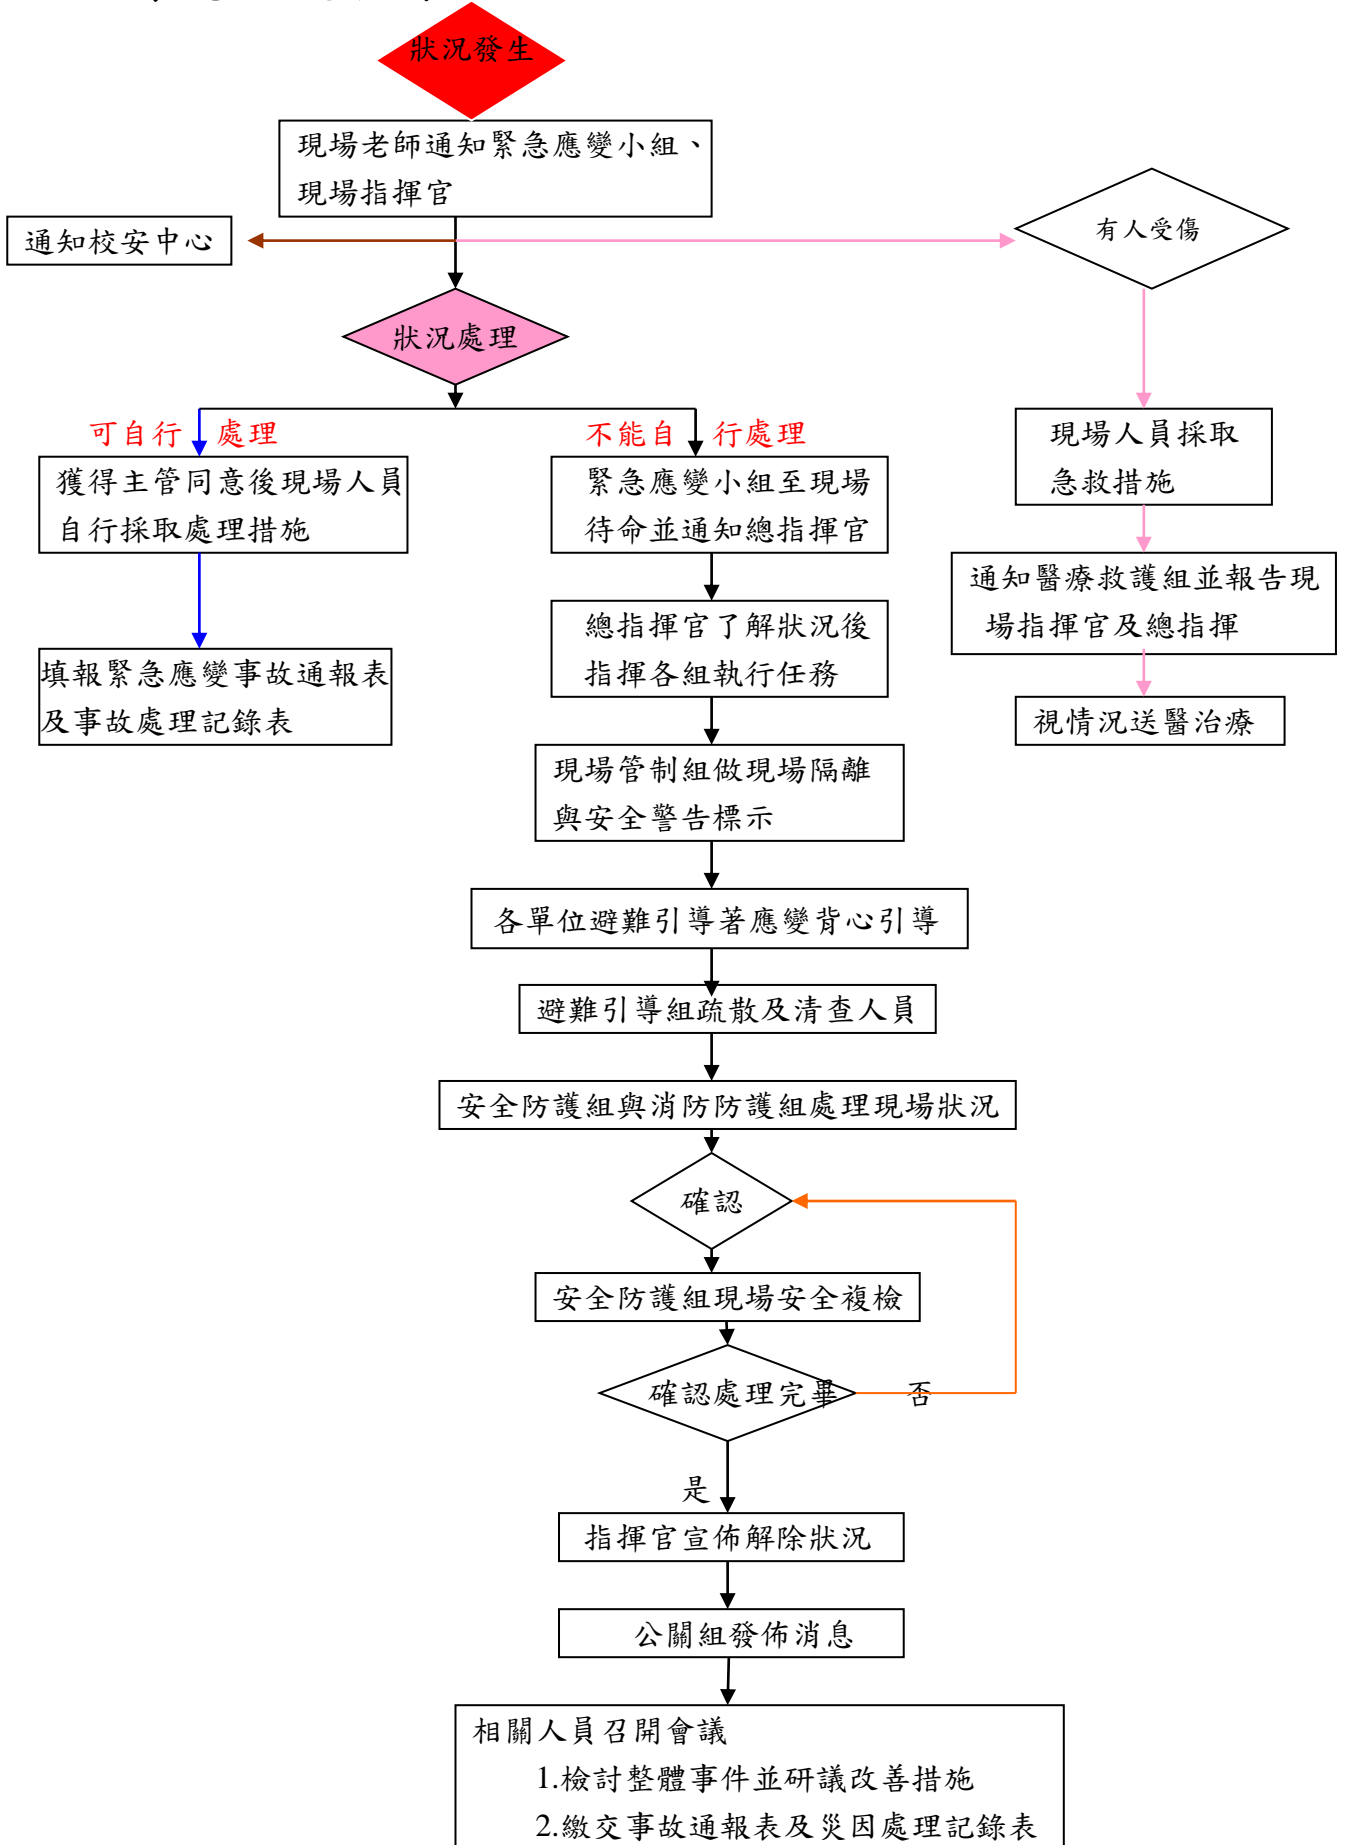 狀況發生
現場老師通知緊急應變小組、
現場指揮官
通知校安中心
有人受傷
狀況處理
可自行處理
不能自行處理
獲得主管同意後現場人員
自行採取處理措施
緊急應變小組至現場
待命並通知總指揮官
現場人員採取
急救措施
填報緊急應變事故通報表
及事故處理記錄表
總指揮官了解狀況後
指揮各組執行任務
通知醫療救護組並報告現
場指揮官及總指揮
視情況送醫治療
現場管制組做現場隔離
與安全警告標示
各單位避難引導著應變背心引導
避難引導組疏散及清查人員
安全防護組與消防防護組處理現場狀況
確認
安全防護組現場安全複檢
確認處理完畢
否
是
指揮官宣佈解除狀況
公關組發佈消息
相關人員召開會議
1.檢討整體事件並研議改善措施
2.繳交事故通報表及災因處理記錄表